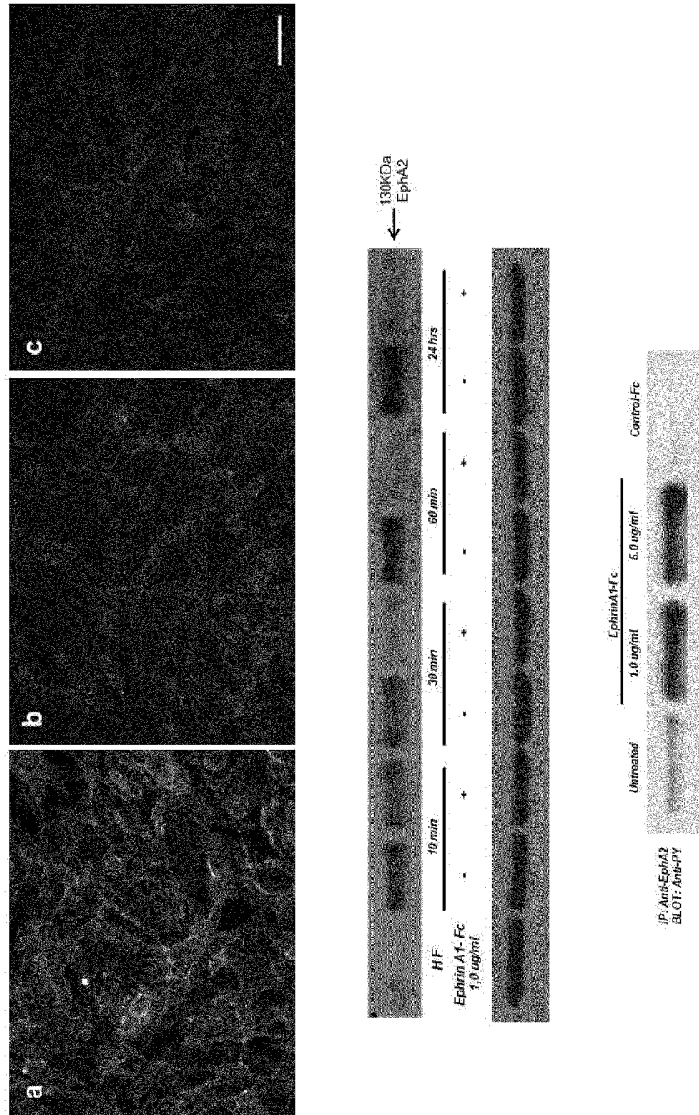 a
b
c
130KDa
EphA2
HF
10 min
30 min
60 min
24 hrs
Ephrin A1- Fc
1.0 ug/ml
- + - + - + - +
EphrinA1-Fc
Untreated
1.0 ug/ml
5.0 ug/ml
Control-Fc
IP: Anti-EphA2
BLOT: Anti-PY